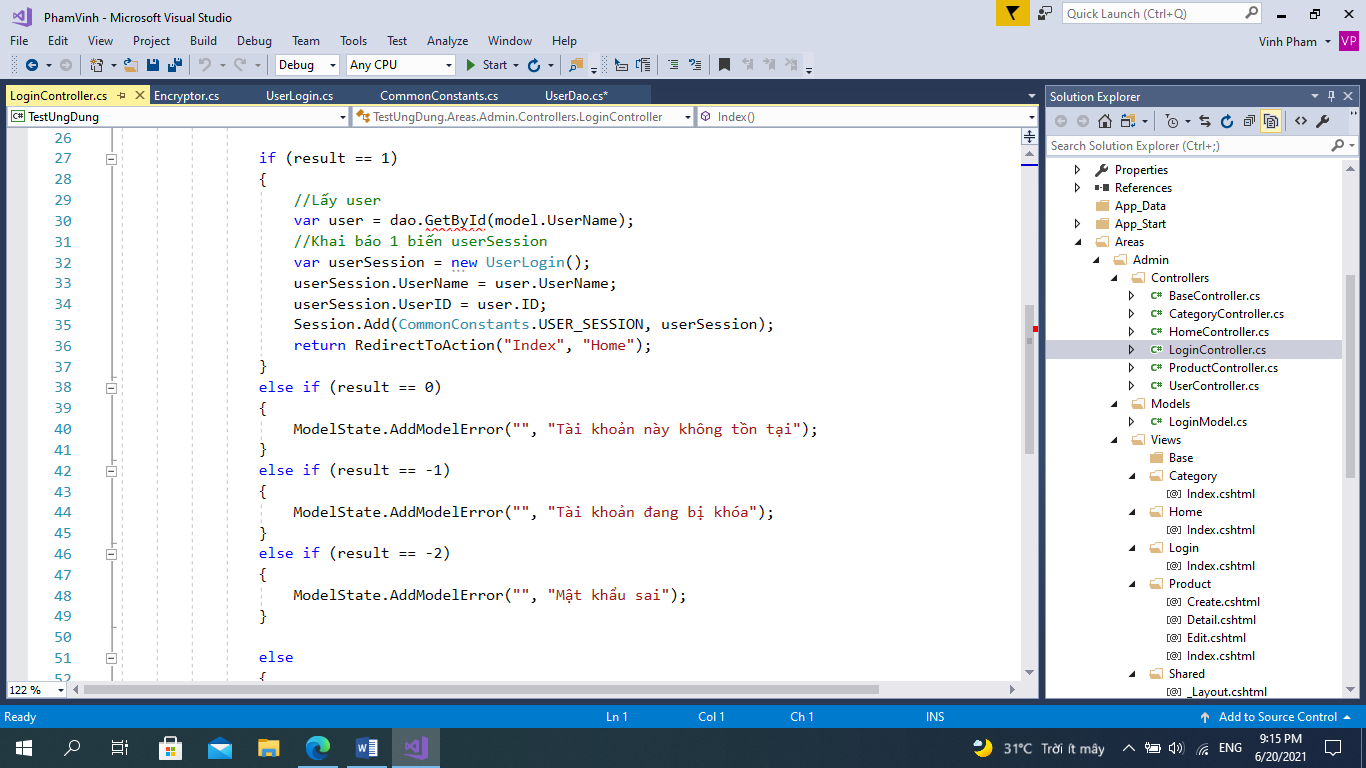 PhamVinh - Microsoft Visual Studio
Quick Launch (Ctrl+Q)
File Edit View Project Build Debug Team Tools Test Analyze Window Help
Vinh Pham VP
Debug Any CPU Start
LoginController.cs Encryptor.cs UserLogin.cs CommonConstants.cs UserDao.cs*
TestUngDung TestUngDung.Areas.Admin.Controllers.LoginController Index()
26
27 if (result == 1)
28 {
29 //Lấy user
30 var user = dao.GetById(model.UserName);
31 //Khai báo 1 biến userSession
32 var userSession = new UserLogin();
33 userSession.UserName = user.UserName;
34 userSession.UserID = user.ID;
35 Session.Add(CommonConstants.USER_SESSION, userSession);
36 return RedirectToAction("Index", "Home");
37 }
38 else if (result == 0)
39 {
40 ModelState.AddModelError("", "Tài khoản này không tồn tại");
41 }
42 else if (result == -1)
43 {
44 ModelState.AddModelError("", "Tài khoản đang bị khóa");
45 }
46 else if (result == -2)
47 {
48 ModelState.AddModelError("", "Mật khẩu sai");
49 }
50
51 else
52 {
122 %
Solution Explorer
Search Solution Explorer (Ctrl+;)
Properties
References
App_Data
App_Start
Areas
Admin
Controllers
BaseController.cs
CategoryController.cs
HomeController.cs
LoginController.cs
ProductController.cs
UserController.cs
Models
LoginModel.cs
Views
Base
Category
Index.cshtml
Home
Index.cshtml
Login
Index.cshtml
Product
Create.cshtml
Detail.cshtml
Edit.cshtml
Index.cshtml
Shared
_Layout.cshtml
Ready Ln 1 Col 1 Ch 1 INS Add to Source Control
31°C Trời ít mây ENG 9:15 PM
6/20/2021